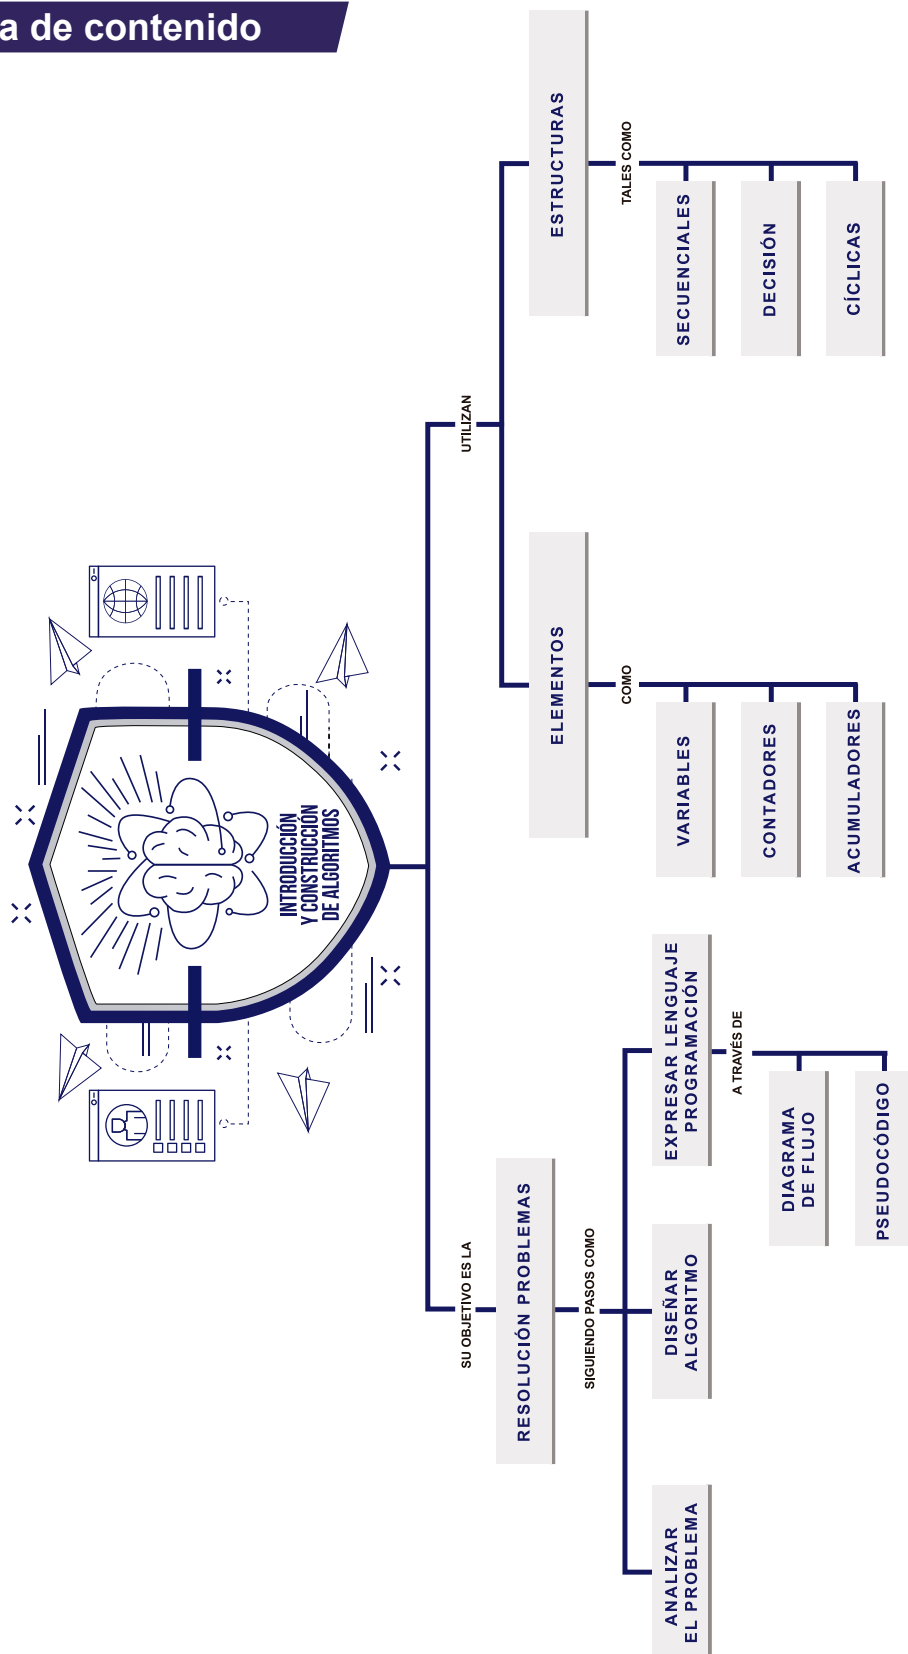 a de contenido
INTRODUCCIÓN
Y CONSTRUCCIÓN
DE ALGORITMOS
SU OBJETIVO ES LA
RESOLUCIÓN PROBLEMAS
SIGUIENDO PASOS COMO
ANALIZAR
EL PROBLEMA
DISEÑAR
ALGORITMO
EXPRESAR LENGUAJE
PROGRAMACIÓN
A TRAVÉS DE
DIAGRAMA
DE FLUJO
PSEUDOCÓDIGO
UTILIZAN
ELEMENTOS
COMO
VARIABLES
CONTADORES
ACUMULADORES
ESTRUCTURAS
TALES COMO
SECUENCIALES
DECISIÓN
CÍCLICAS